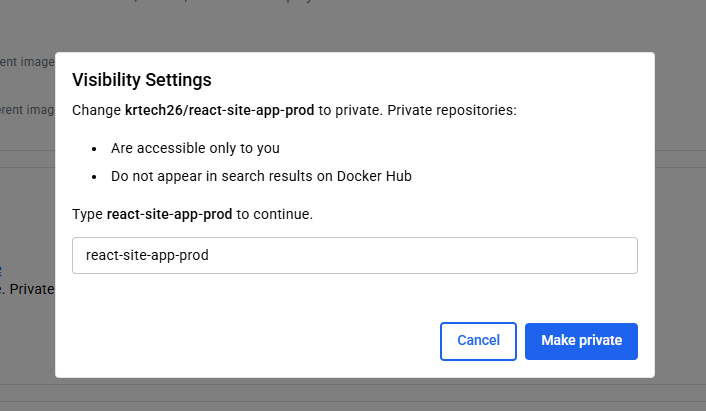 ent image
Visibility Settings
Change krtech26/react-site-app-prod to private. Private repositories:
erent imag
• Are accessible only to you
• Do not appear in search results on Docker Hub
Type react-site-app-prod to continue.
react-site-app-prod
. Private
Cancel
Make private